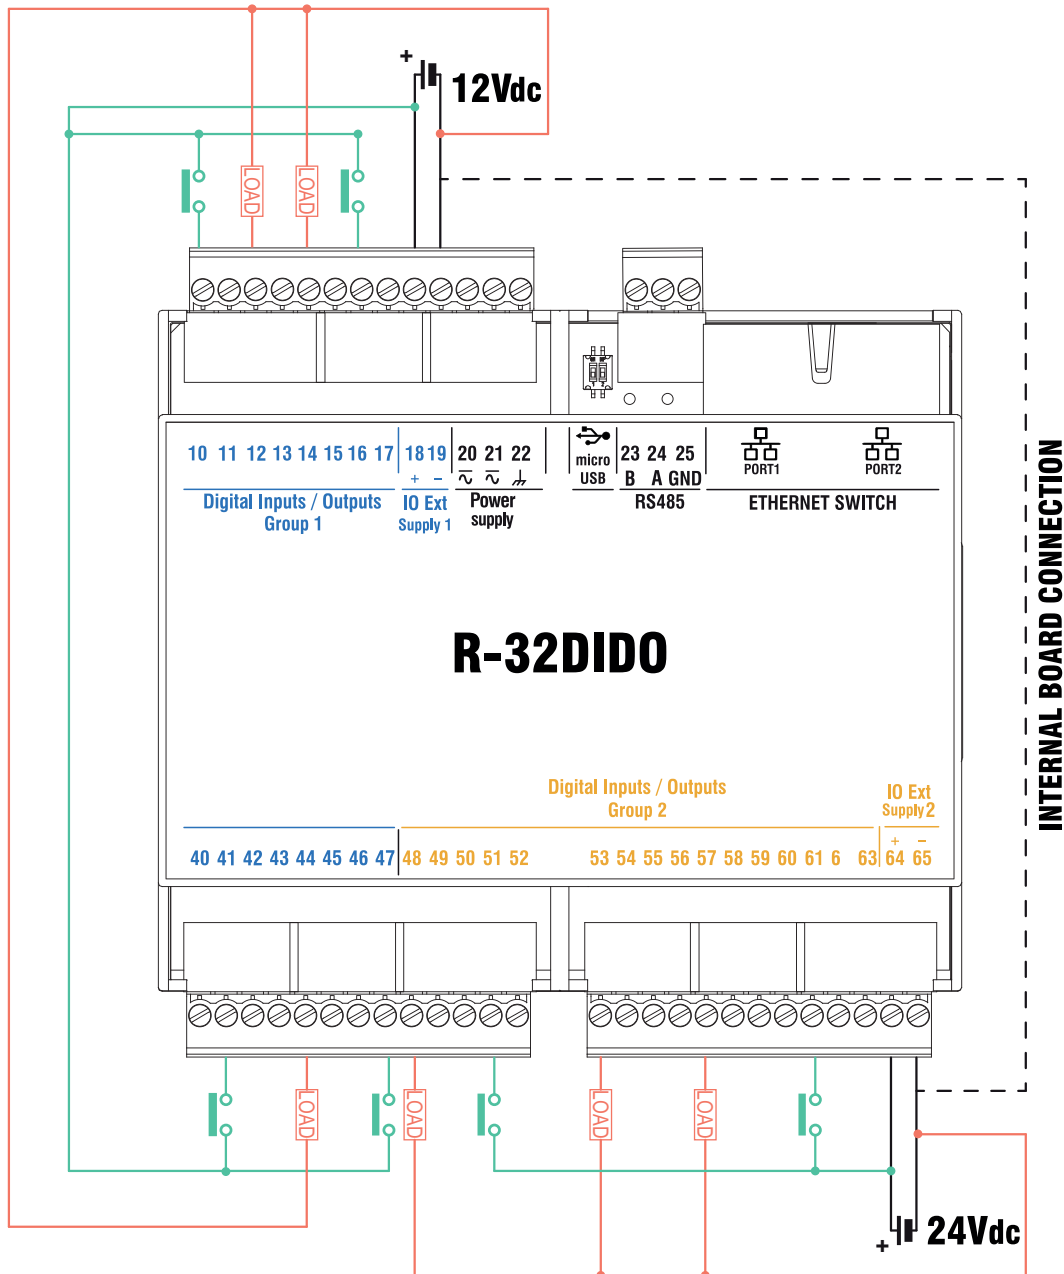 +
12Vdc
LOAD LOAD
10 11 12 13 14 15 16 17 18 19 20 21 22 micro USB 23 24 25 PORT1 PORT2
+ − B A GND
Digital Inputs / Outputs
Group 1
IO Ext
Supply 1
Power
supply
RS485
ETHERNET SWITCH
INTERNAL BOARD CONNECTION
R-32DIDO
Digital Inputs / Outputs
Group 2
IO Ext
Supply 2
+ −
40 41 42 43 44 45 46 47 48 49 50 51 52 53 54 55 56 57 58 59 60 61 6 63 64 65
LOAD LOAD LOAD LOAD
24Vdc
+